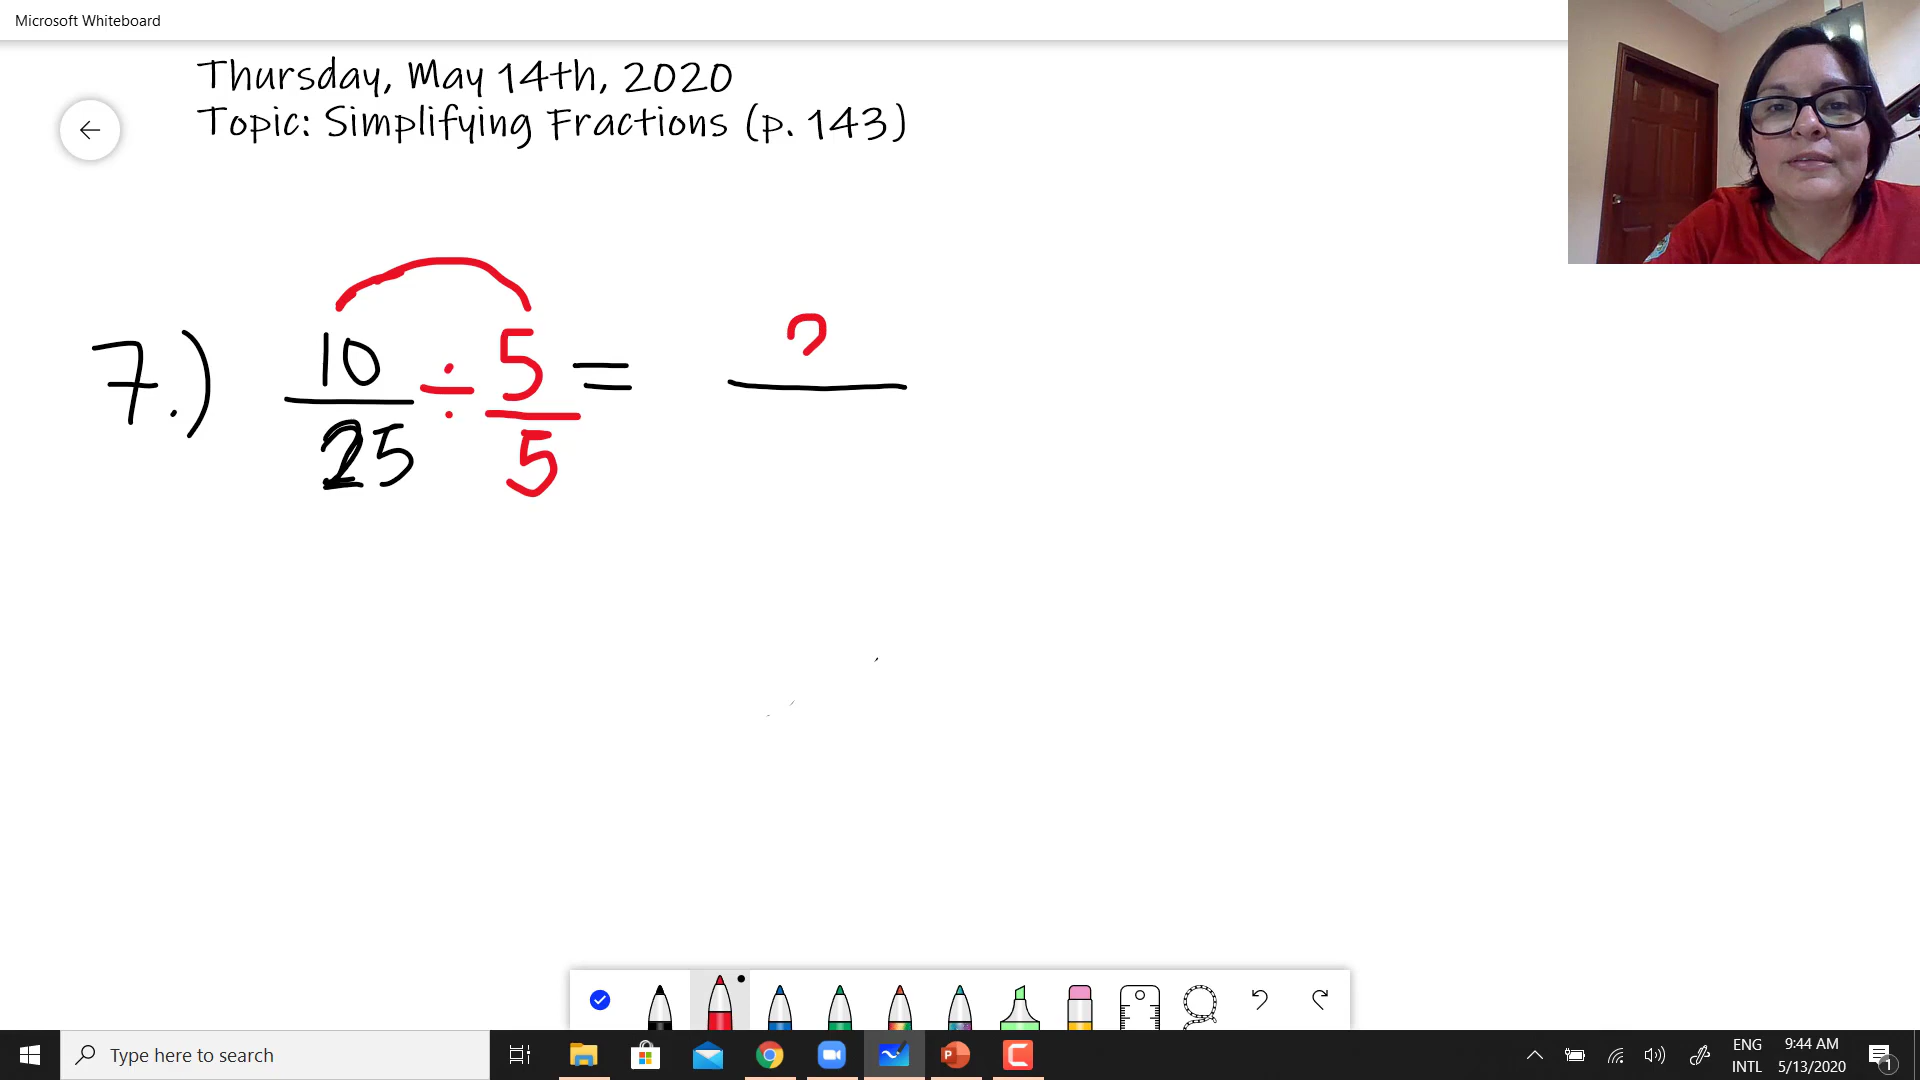 Microsoft Whiteboard
Thursday, May 14th, 2020
Topic: Simplifying Fractions (p. 143)
7.) 10/25 ÷ 5/5 =
Type here to search
ENG
INTL
9:44 AM
5/13/2020
1